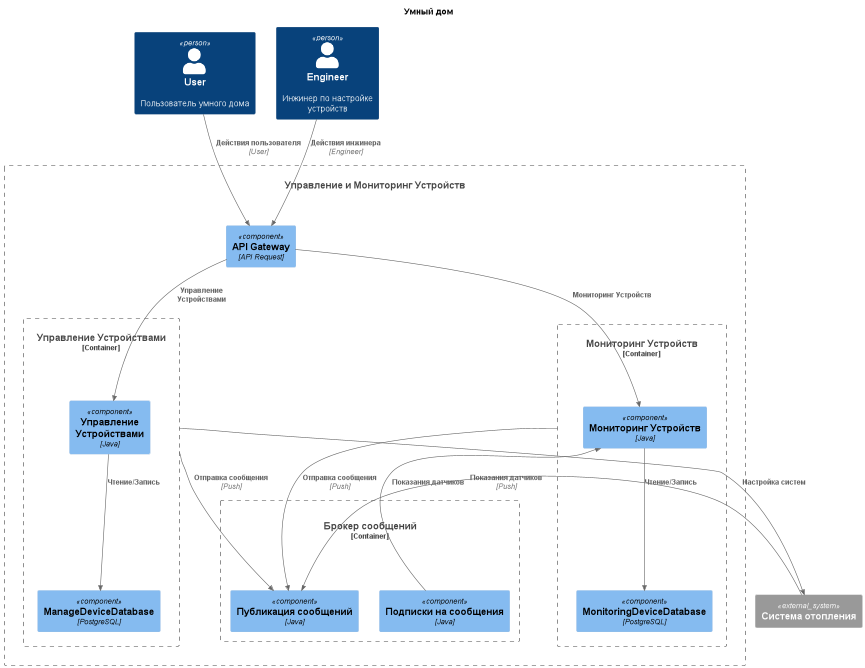 Умный дом
«person»
User
Пользователь умного дома
«person»
Engineer
Инжинер по настройке
устройств
Действия пользователя
[User]
Действия инжинера
[Engineer]
Управление и Мониторинг Устройств
«component»
API Gateway
[API Request]
Управление
Устройствами
Мониторинг Устройств
Управление Устройствами
[Container]
Мониторинг Устройств
[Container]
«component»
Управление
Устройствами
[Java]
«component»
Мониторинг Устройств
[Java]
Чтение/Запись
Отправка сообщения
[Push]
Отправка сообщения
[Push]
Показания датчиков
Показания датчиков
[Push]
Чтение/Запись
Настройка систем
Брокер сообщений
[Container]
«component»
ManageDeviceDatabase
[PostgreSQL]
«component»
Публикация сообщений
[Java]
«component»
Подписки на сообщения
[Java]
«component»
MonitoringDeviceDatabase
[PostgreSQL]
«external_system»
Система отопления